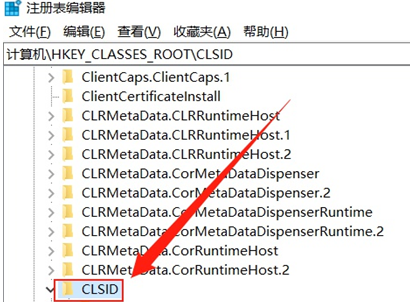 注册表编辑器
文件(F) 编辑(E) 查看(V) 收藏夹(A) 帮助(H)
计算机\HKEY_CLASSES_ROOT\CLSID
ClientCaps.ClientCaps.1
ClientCertificateInstall
CLRMetaData.CLRRuntimeHost
CLRMetaData.CLRRuntimeHost.1
CLRMetaData.CLRRuntimeHost.2
CLRMetaData.CorMetaDataDispenser
CLRMetaData.CorMetaDataDispenser.2
CLRMetaData.CorMetaDataDispenserRuntime
CLRMetaData.CorMetaDataDispenserRuntime.2
CLRMetaData.CorRuntimeHost
CLRMetaData.CorRuntimeHost.2
CLSID